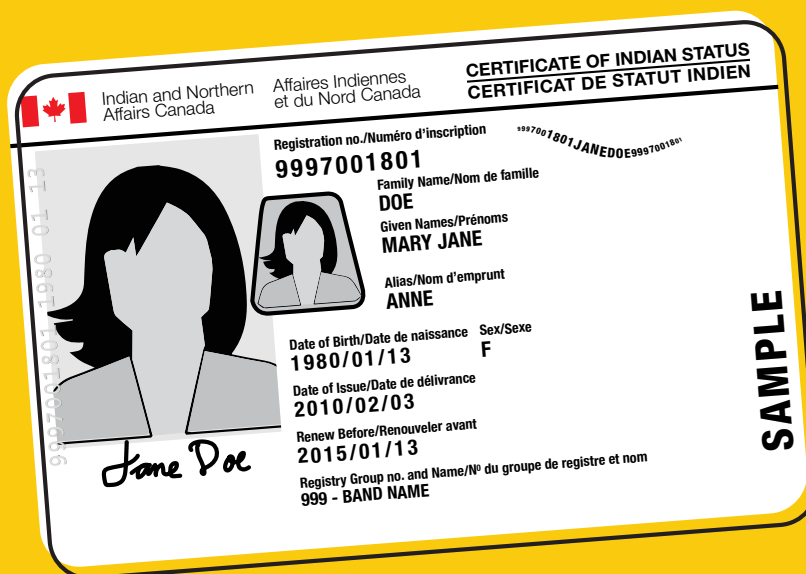 Indian and Northern
Affairs Canada
Affaires Indiennes
et du Nord Canada
CERTIFICATE OF INDIAN STATUS
CERTIFICAT DE STATUT INDIEN
Registration no./Numéro d'inscription
9997001801
9997001801JANEDOE9997001801
Family Name/Nom de famille
DOE
Given Names/Prénoms
MARY JANE
Alias/Nom d'emprunt
ANNE
Date of Birth/Date de naissance Sex/Sexe
1980/01/13 F
Date of Issue/Date de délivrance
2010/02/03
Renew Before/Renouveler avant
2015/01/13
Registry Group no. and Name/Nº du groupe de registre et nom
999 - BAND NAME
9997001801 1980 01 13
Jane Doe
SAMPLE